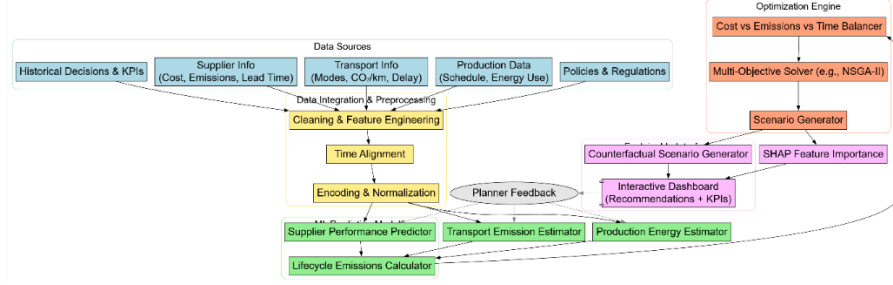 Optimization Engine
Cost vs Emissions vs Time Balancer
Multi-Objective Solver (e.g., NSGA-II)
Scenario Generator
Data Sources
Historical Decisions & KPIs
Supplier Info
(Cost, Emissions, Lead Time)
Transport Info
(Modes, CO₂/km, Delay)
Production Data
(Schedule, Energy Use)
Policies & Regulations
Data Integration & Preprocessing
Cleaning & Feature Engineering
Time Alignment
Encoding & Normalization
Counterfactual Scenario Generator
SHAP Feature Importance
Interactive Dashboard
(Recommendations + KPIs)
Planner Feedback
Supplier Performance Predictor
Transport Emission Estimator
Production Energy Estimator
Lifecycle Emissions Calculator